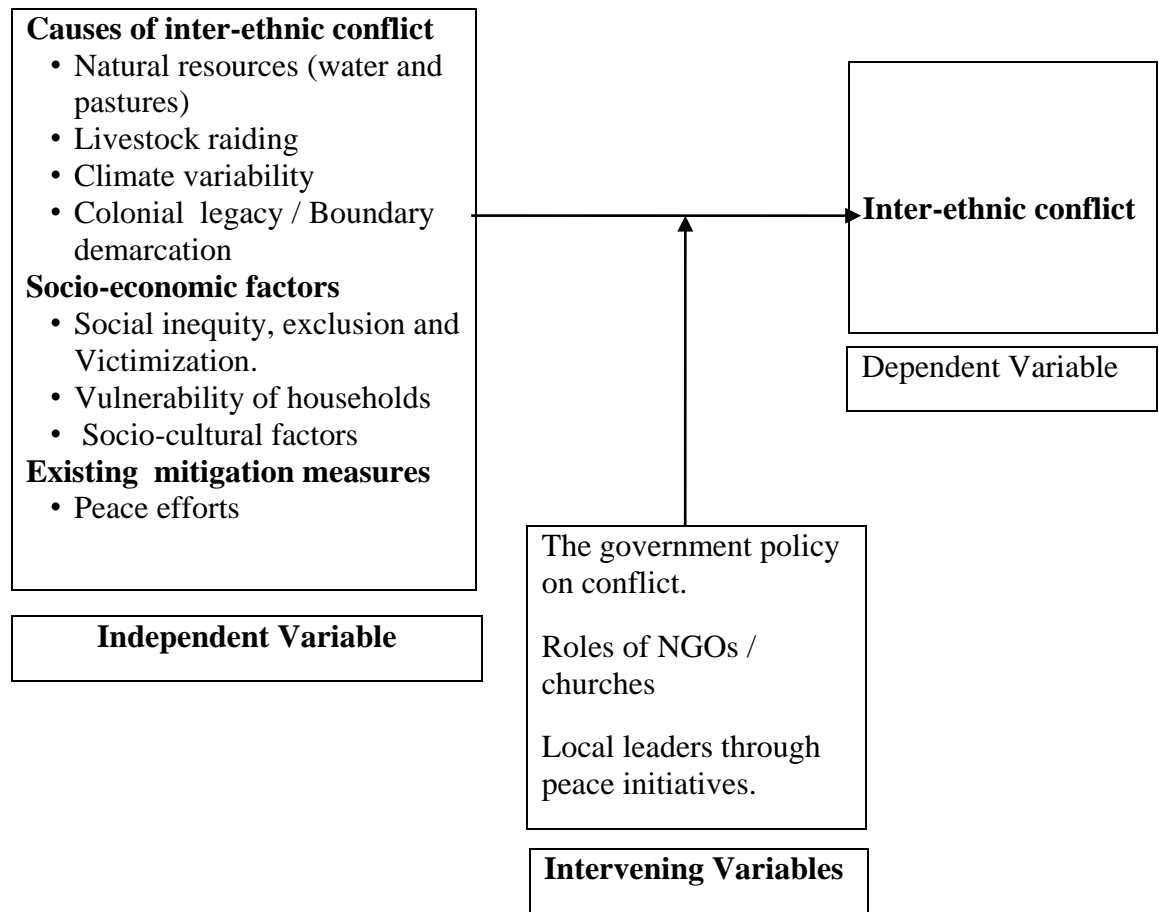 Causes of inter-ethnic conflict
• Natural resources (water and
pastures)
• Livestock raiding
• Climate variability
• Colonial legacy / Boundary
demarcation
Socio-economic factors
• Social inequity, exclusion and
Victimization.
• Vulnerability of households
• Socio-cultural factors
Existing mitigation measures
• Peace efforts
Independent Variable
Inter-ethnic conflict
Dependent Variable
The government policy
on conflict.
Roles of NGOs /
churches
Local leaders through
peace initiatives.
Intervening Variables